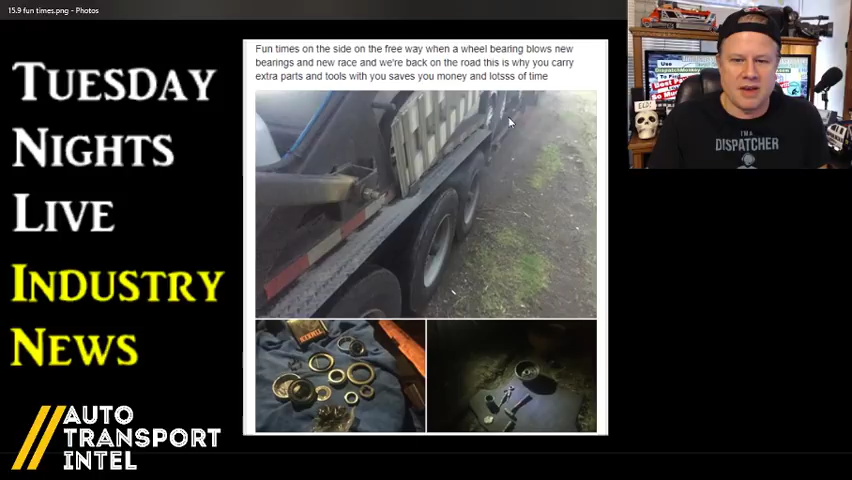 15.9 fun times.png - Photos
Fun times on the side on the free way when a wheel bearing blows new
bearings and new race and we're back on the road this is why you carry
extra parts and tools with you saves you money and lotsss of time
TUESDAY
NIGHTS
LIVE
INDUSTRY
NEWS
AUTO
TRANSPORT
INTEL
I'M A
DISPATCHER
Use
To Fin